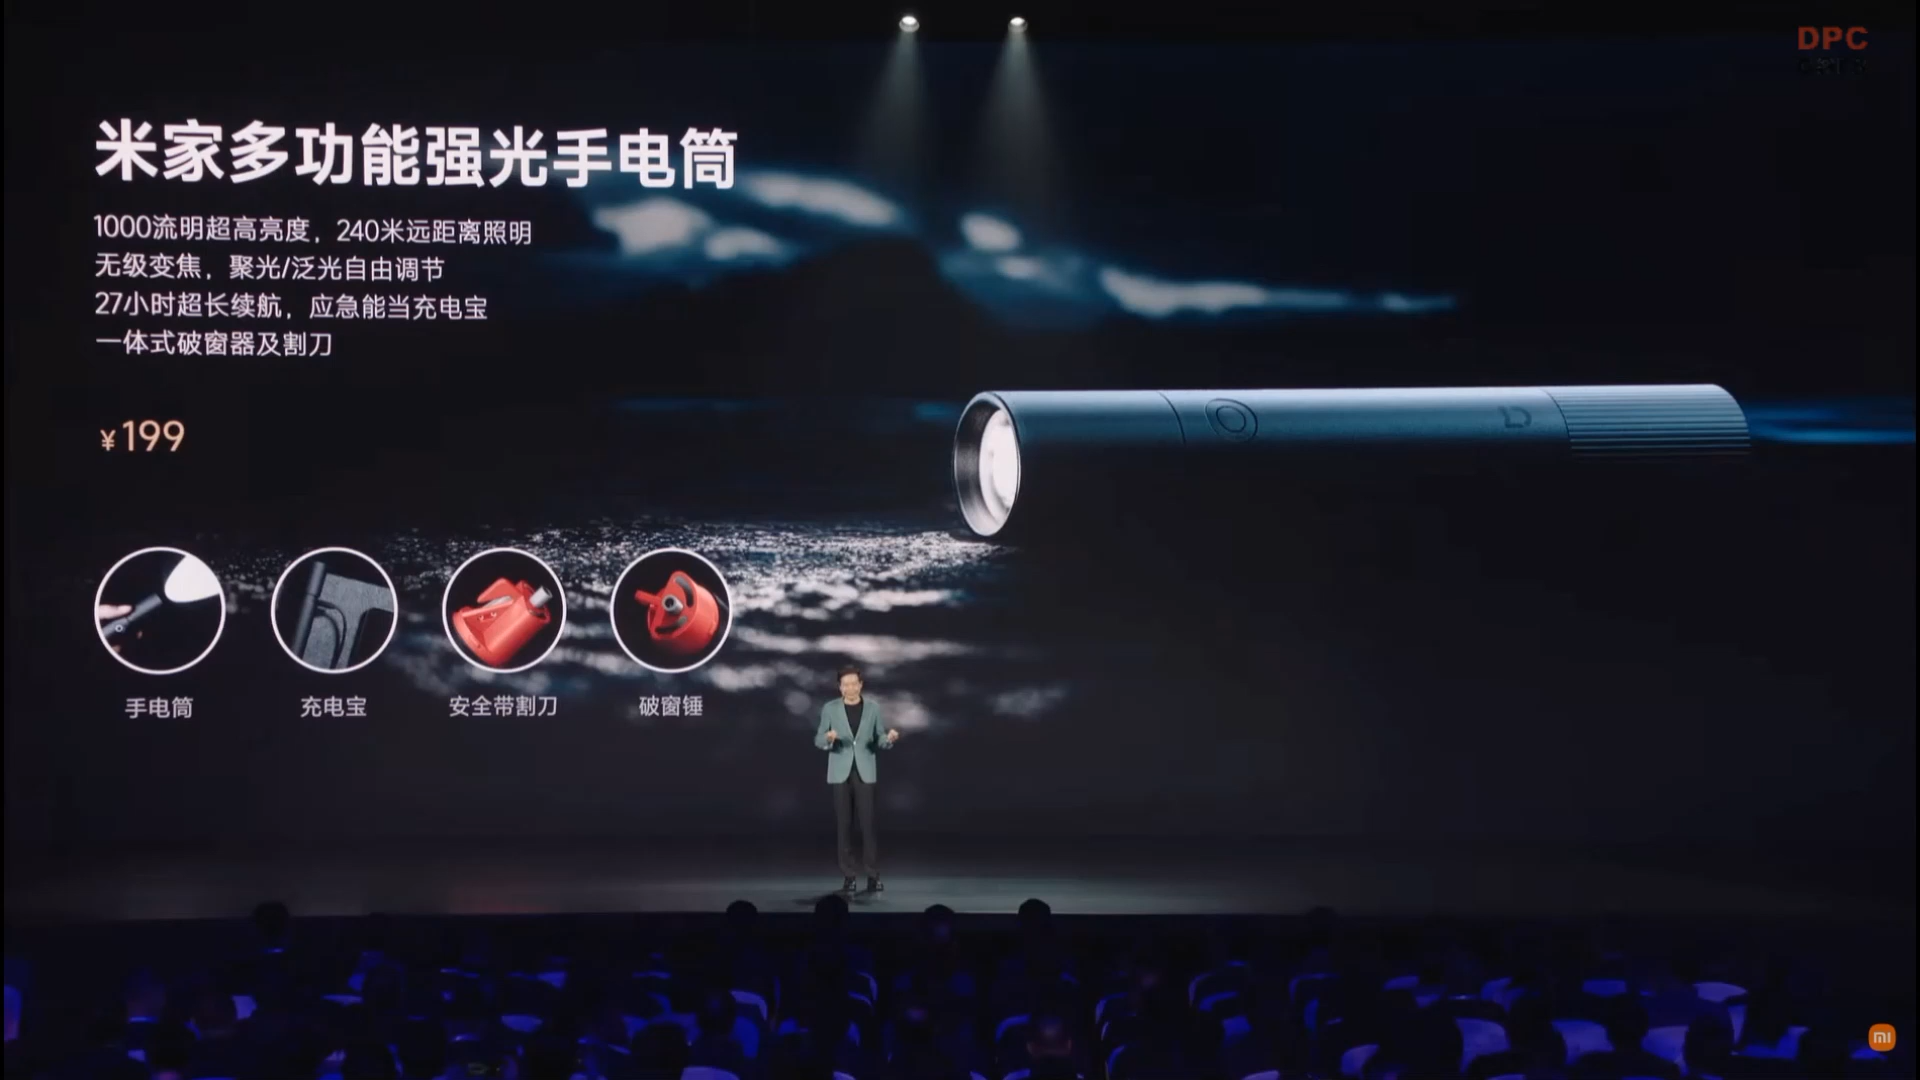 DPC
米家多功能强光手电筒
1000流明超高亮度，240米远距离照明
无级变焦，聚光/泛光自由调节
27小时超长续航，应急能当充电宝
一体式破窗器及割刀
¥199
手电筒
充电宝
安全带割刀
破窗锤
mi